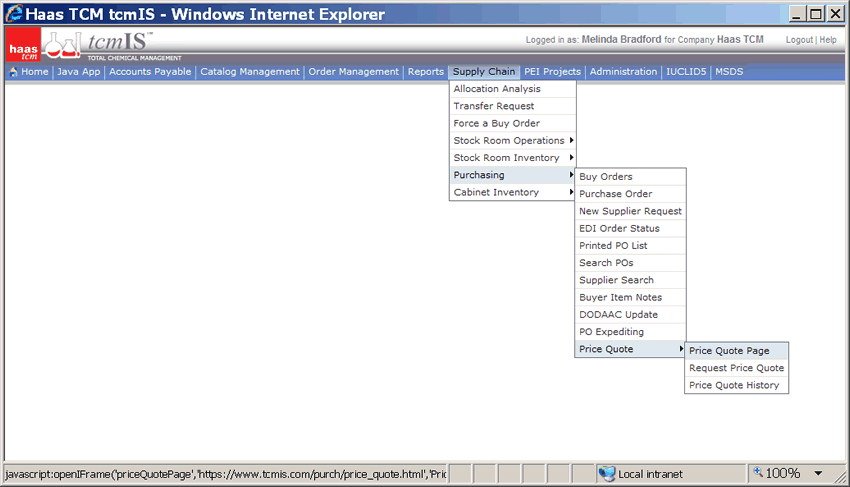 Haas TCM tcmIS - Windows Internet Explorer
haas tcm
tcmIS™
TOTAL CHEMICAL MANAGEMENT
Logged in as: Melinda Bradford for Company Haas TCM
Logout | Help
Home | Java App | Accounts Payable | Catalog Management | Order Management | Reports | Supply Chain | PEI Projects | Administration | IUCLID5 | MSDS
Allocation Analysis
Transfer Request
Force a Buy Order
Stock Room Operations
Stock Room Inventory
Purchasing
Cabinet Inventory
Buy Orders
Purchase Order
New Supplier Request
EDI Order Status
Printed PO List
Search POs
Supplier Search
Buyer Item Notes
DODAAC Update
PO Expediting
Price Quote
Price Quote Page
Request Price Quote
Price Quote History
javascript:openIFrame('priceQuotePage','https://www.tcmis.com/purch/price_quote.html','Pri
Local intranet
100%